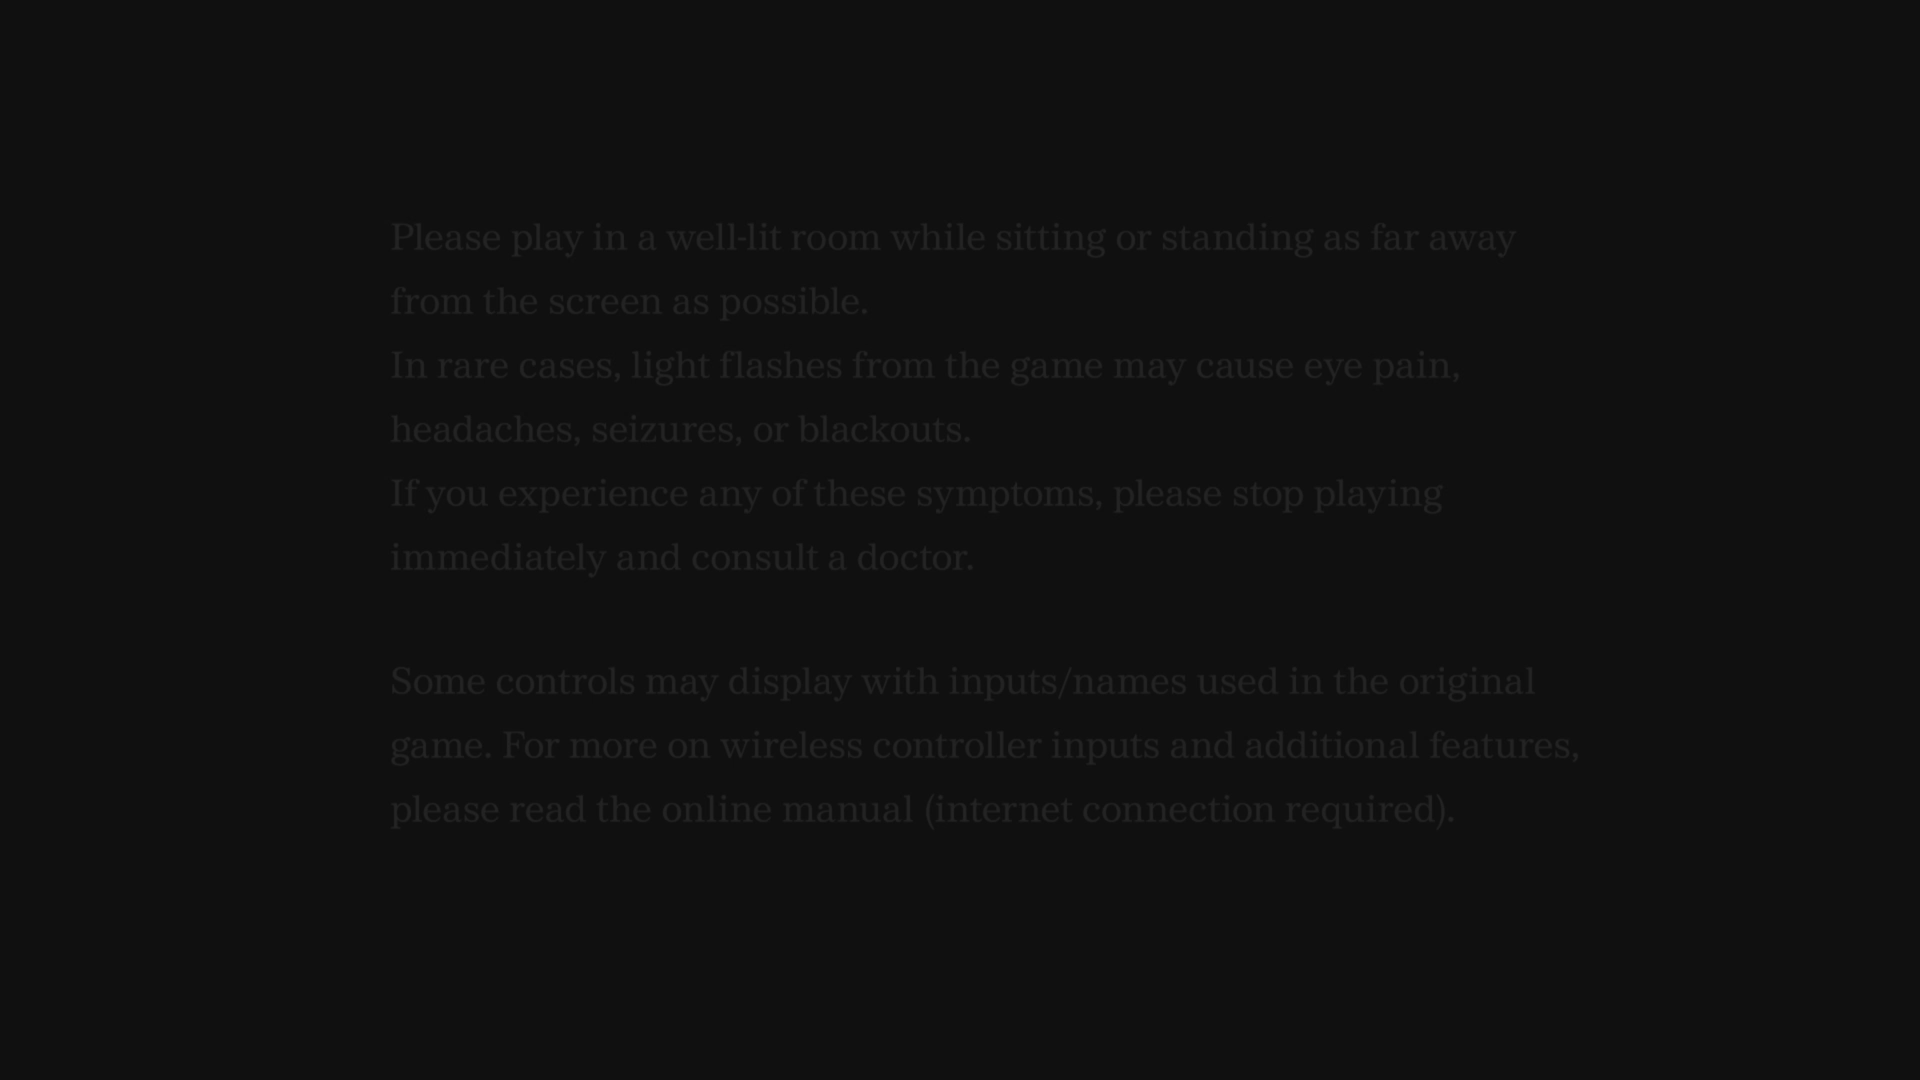 Please play in a well-lit room while sitting or standing as far away
from the screen as possible.
In rare cases, light flashes from the game may cause eye pain,
headaches, seizures, or blackouts.
If you experience any of these symptoms, please stop playing
immediately and consult a doctor.
Some controls may display with inputs/names used in the original
game. For more on wireless controller inputs and additional features,
please read the online manual (internet connection required).